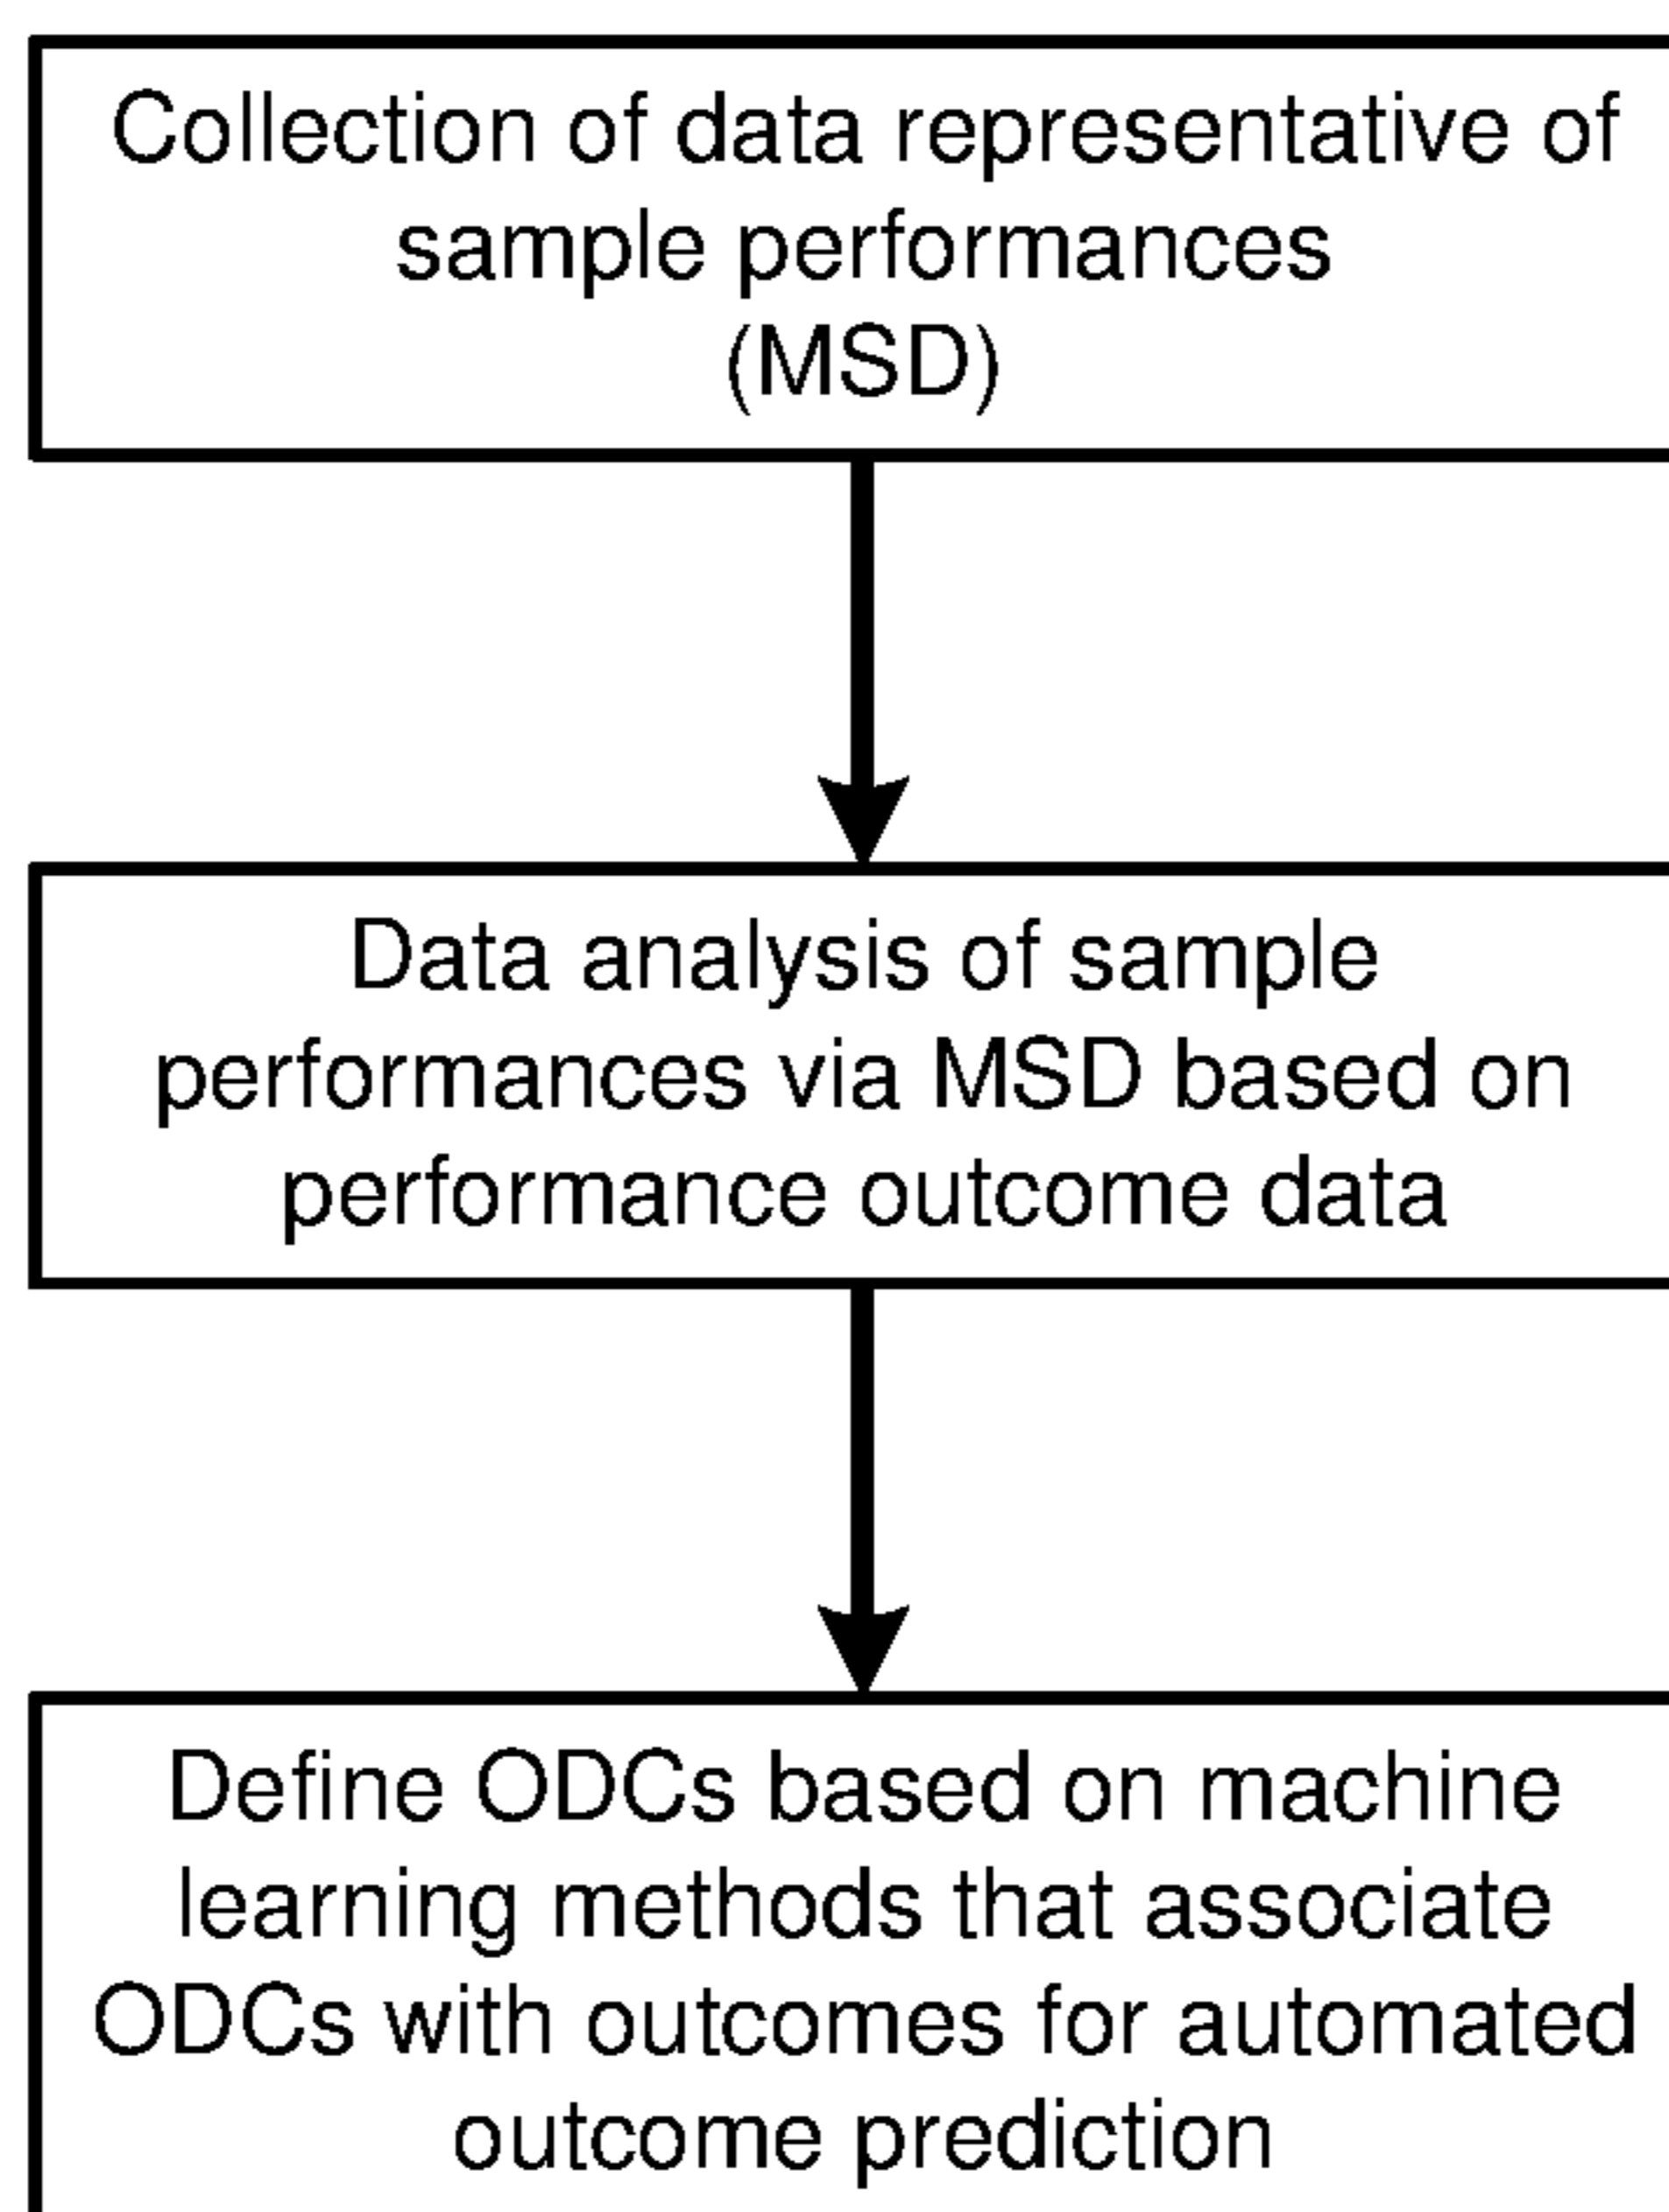 Collection of data representative of
sample performances
(MSD)
Data analysis of sample
performances via MSD based on
performance outcome data
Define ODCs based on machine
learning methods that associate
ODCs with outcomes for automated
outcome prediction